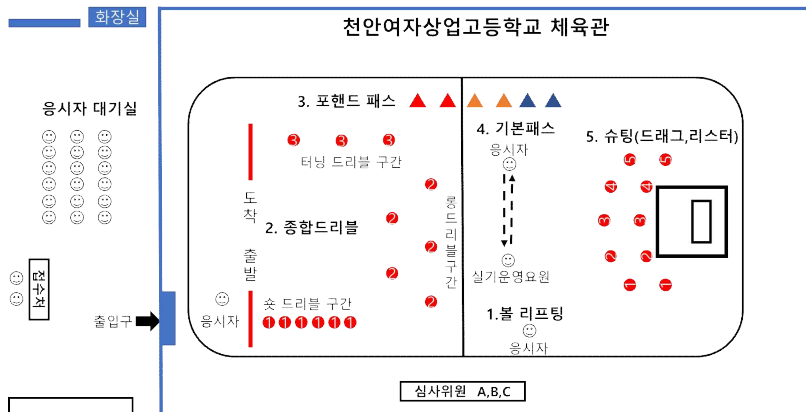 화장실
천안여자상업고등학교 체육관
응시자 대기실
접수처
출입구
3. 포핸드 패스
3 3 3
터닝 드리블 구간
도착
출발
2. 종합드리블
2
2
2
2
2
롱드리블구간
숏 드리블 구간
1 1 1 1 1 1
응시자
4. 기본패스
응시자
실기운영요원
1.볼 리프팅
응시자
5. 슈팅(드래그,리스터)
5 5
4 4
3 3
2 2
1 1
심사위원 A,B,C